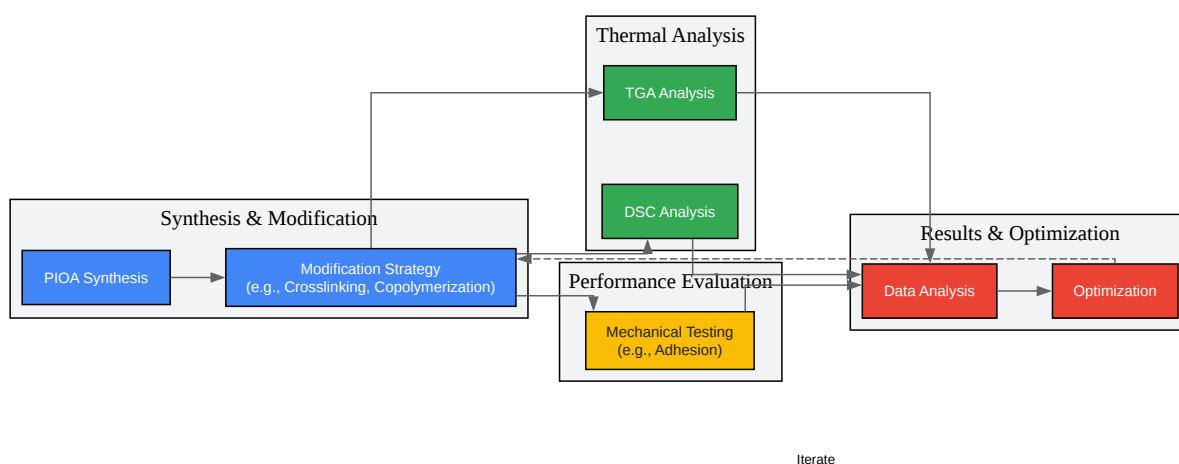 Thermal Analysis
TGA Analysis
DSC Analysis
Synthesis & Modification
PIOA Synthesis
Modification Strategy
(e.g., Crosslinking, Copolymerization)
Performance Evaluation
Mechanical Testing
(e.g., Adhesion)
Results & Optimization
Data Analysis
Optimization
Iterate